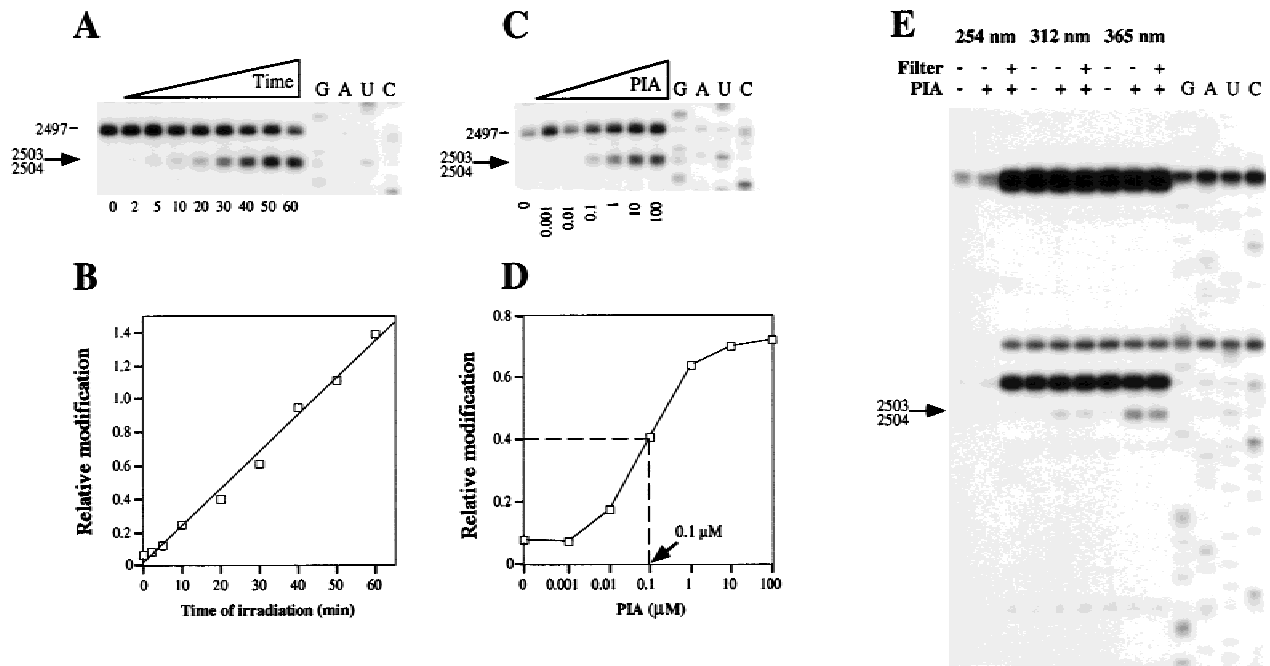 A
Time
G A U C
2497
2503
2504
0 2 5 10 20 30 40 50 60
B
Relative modification
1.4
1.2
1.0
0.8
0.6
0.4
0.2
0
0 10 20 30 40 50 60
Time of irradiation (min)
C
PIA
G A U C
2497
2503
2504
0 0.001 0.01 0.1 1 10 100
D
Relative modification
0.8
0.6
0.4
0.2
0
0.1 µM
0 0.001 0.01 0.1 1 10 100
PIA (µM)
E
254 nm 312 nm 365 nm
Filter - - + - - + - - +
PIA - + + - + + - + + G A U C
2503
2504